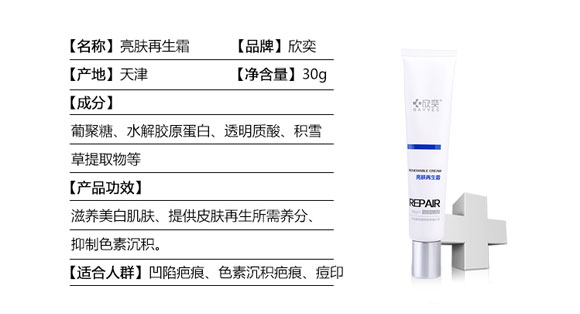 【名称】亮肤再生霜 【品牌】欣奕
【产地】天津 【净含量】30g
【成分】
葡聚糖、水解胶原蛋白、透明质酸、积雪
草提取物等
【产品功效】
滋养美白肌肤、提供皮肤再生所需养分、
抑制色素沉积。
【适合人群】凹陷疤痕、色素沉积疤痕、痘印
欣奕
RENEWABLE CREAM
亮肤再生霜
REPAIR